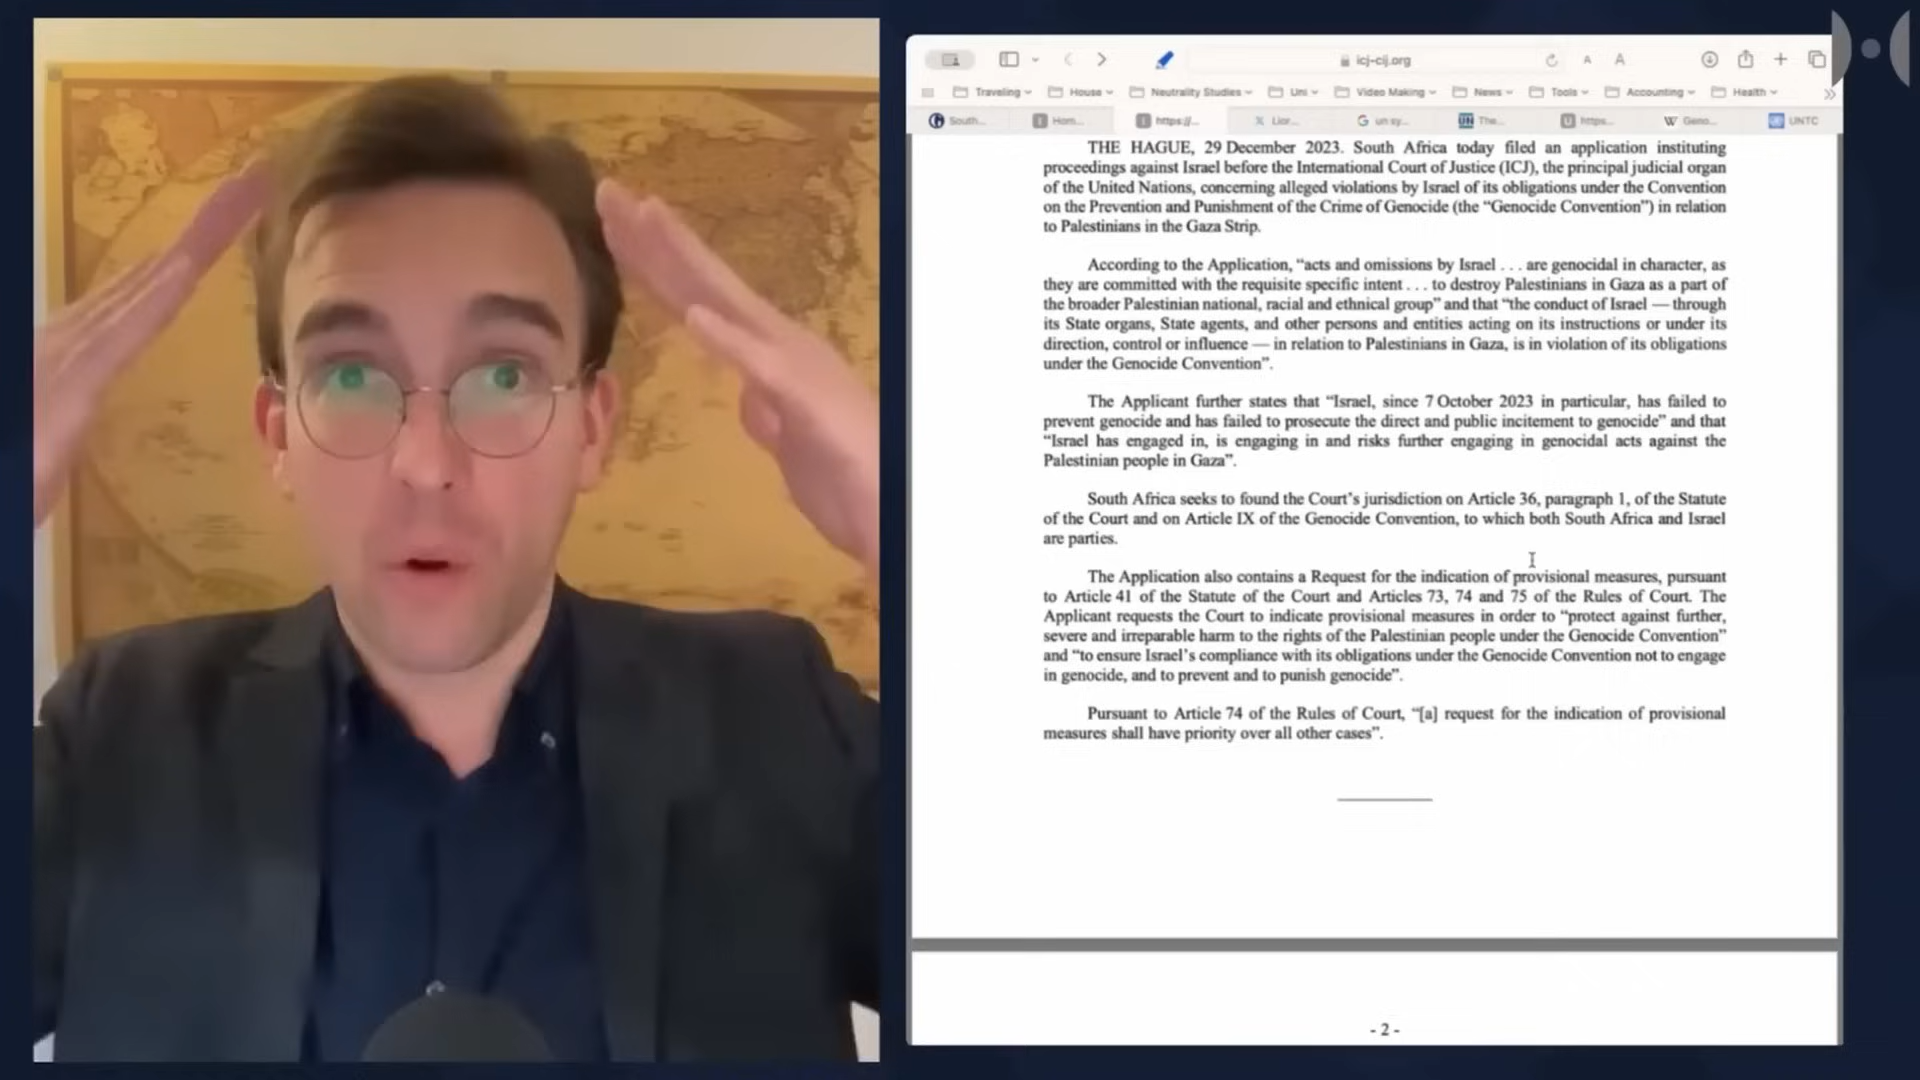 icj-cij.org
A A
Traveling House Neutrality Studies Uni Video Making News Tools Accounting Health
South... Hom... https://... Lior... un sy... The... https... Geno... UNTC
THE HAGUE, 29 December 2023. South Africa today filed an application instituting
proceedings against Israel before the International Court of Justice (ICJ), the principal judicial organ
of the United Nations, concerning alleged violations by Israel of its obligations under the Convention
on the Prevention and Punishment of the Crime of Genocide (the “Genocide Convention”) in relation
to Palestinians in the Gaza Strip.
According to the Application, “acts and omissions by Israel . . . are genocidal in character, as
they are committed with the requisite specific intent . . . to destroy Palestinians in Gaza as a part of
the broader Palestinian national, racial and ethnical group” and that “the conduct of Israel — through
its State organs, State agents, and other persons and entities acting on its instructions or under its
direction, control or influence — in relation to Palestinians in Gaza, is in violation of its obligations
under the Genocide Convention”.
The Applicant further states that “Israel, since 7 October 2023 in particular, has failed to
prevent genocide and has failed to prosecute the direct and public incitement to genocide” and that
“Israel has engaged in, is engaging in and risks further engaging in genocidal acts against the
Palestinian people in Gaza”.
South Africa seeks to found the Court’s jurisdiction on Article 36, paragraph 1, of the Statute
of the Court and on Article IX of the Genocide Convention, to which both South Africa and Israel
are parties.
The Application also contains a Request for the indication of provisional measures, pursuant
to Article 41 of the Statute of the Court and Articles 73, 74 and 75 of the Rules of Court. The
Applicant requests the Court to indicate provisional measures in order to “protect against further,
severe and irreparable harm to the rights of the Palestinian people under the Genocide Convention”
and “to ensure Israel’s compliance with its obligations under the Genocide Convention not to engage
in genocide, and to prevent and to punish genocide”.
Pursuant to Article 74 of the Rules of Court, “[a] request for the indication of provisional
measures shall have priority over all other cases”.
- 2 -